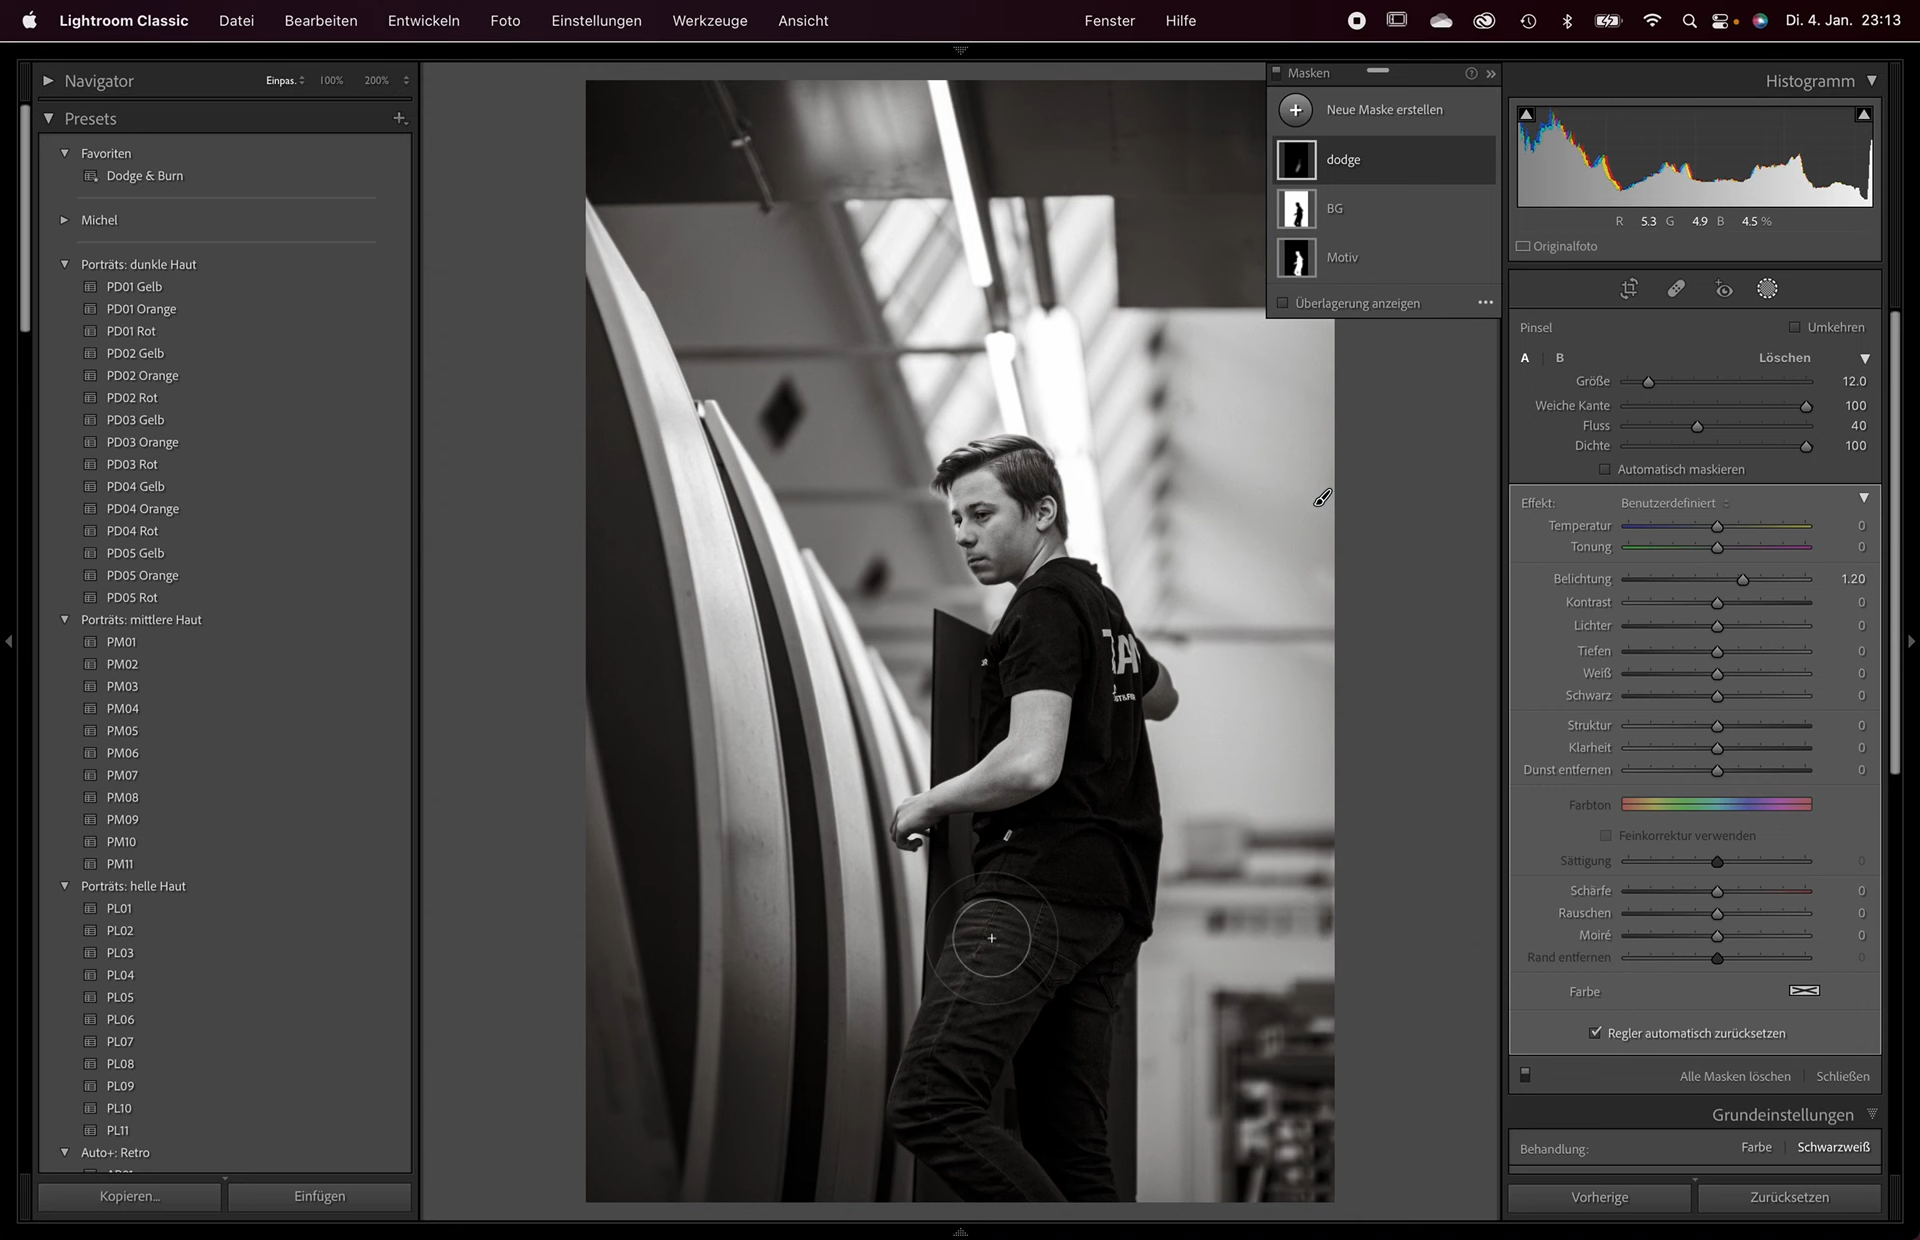 Lightroom Classic Datei Bearbeiten Entwickeln Foto Einstellungen Werkzeuge Ansicht Fenster Hilfe Di. 4. Jan. 23:13
Navigator Einpas. 100% 200%
Presets
Favoriten
Dodge & Burn
Michel
Porträts: dunkle Haut
PD01 Gelb
PD01 Orange
PD01 Rot
PD02 Gelb
PD02 Orange
PD02 Rot
PD03 Gelb
PD03 Orange
PD03 Rot
PD04 Gelb
PD04 Orange
PD04 Rot
PD05 Gelb
PD05 Orange
PD05 Rot
Porträts: mittlere Haut
PM01
PM02
PM03
PM04
PM05
PM06
PM07
PM08
PM09
PM10
PM11
Porträts: helle Haut
PL01
PL02
PL03
PL04
PL05
PL06
PL07
PL08
PL09
PL10
PL11
Auto+: Retro
Kopieren... Einfügen
Masken
Neue Maske erstellen
dodge
BG
Motiv
Überlagerung anzeigen
Histogramm
R 5.3 G 4.9 B 4.5 %
Originalfoto
Pinsel Umkehren
A B Löschen
Größe 12.0
Weiche Kante 100
Fluss 40
Dichte 100
Automatisch maskieren
Effekt: Benutzerdefiniert
Temperatur 0
Tonung 0
Belichtung 1.20
Kontrast 0
Lichter 0
Tiefen 0
Weiß 0
Schwarz 0
Struktur 0
Klarheit 0
Dunst entfernen 0
Farbton
Feinkorrektur verwenden
Sättigung 0
Schärfe 0
Rauschen 0
Moiré 0
Rand entfernen 0
Farbe
Regler automatisch zurücksetzen
Alle Masken löschen Schließen
Grundeinstellungen
Behandlung: Farbe Schwarzweiß
Vorherige Zurücksetzen